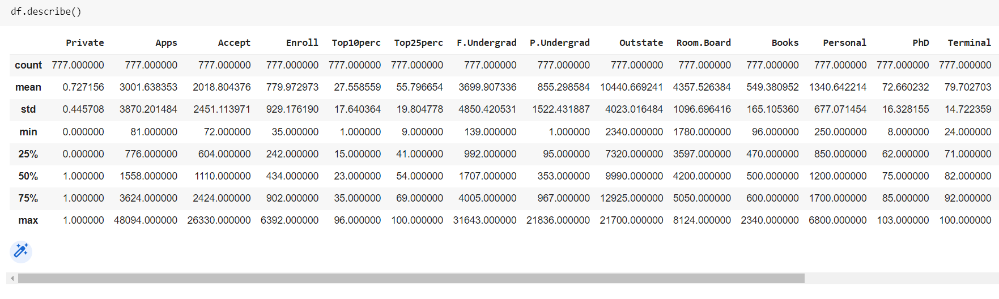 df.describe()
Private Apps Accept Enroll Top10perc Top25perc F.Undergrad P.Undergrad Outstate Room.Board Books Personal PhD Terminal
count 777.000000 777.000000 777.000000 777.000000 777.000000 777.000000 777.000000 777.000000 777.000000 777.000000 777.000000 777.000000 777.000000 777.000000
mean 0.727156 3001.638353 2018.804376 779.972973 27.558559 55.796654 3699.907336 855.298584 10440.669241 4357.526384 549.380952 1340.642214 72.660232 79.702703
std 0.445708 3870.201484 2451.113971 929.176190 17.640364 19.804778 4850.420531 1522.431887 4023.016484 1096.696416 165.105360 677.071454 16.328155 14.722359
min 0.000000 81.000000 72.000000 35.000000 1.000000 9.000000 139.000000 1.000000 2340.000000 1780.000000 96.000000 250.000000 8.000000 24.000000
25% 0.000000 776.000000 604.000000 242.000000 15.000000 41.000000 992.000000 95.000000 7320.000000 3597.000000 470.000000 850.000000 62.000000 71.000000
50% 1.000000 1558.000000 1110.000000 434.000000 23.000000 54.000000 1707.000000 353.000000 9990.000000 4200.000000 500.000000 1200.000000 75.000000 82.000000
75% 1.000000 3624.000000 2424.000000 902.000000 35.000000 69.000000 4005.000000 967.000000 12925.000000 5050.000000 600.000000 1700.000000 85.000000 92.000000
max 1.000000 48094.000000 26330.000000 6392.000000 96.000000 100.000000 31643.000000 21836.000000 21700.000000 8124.000000 2340.000000 6800.000000 103.000000 100.000000